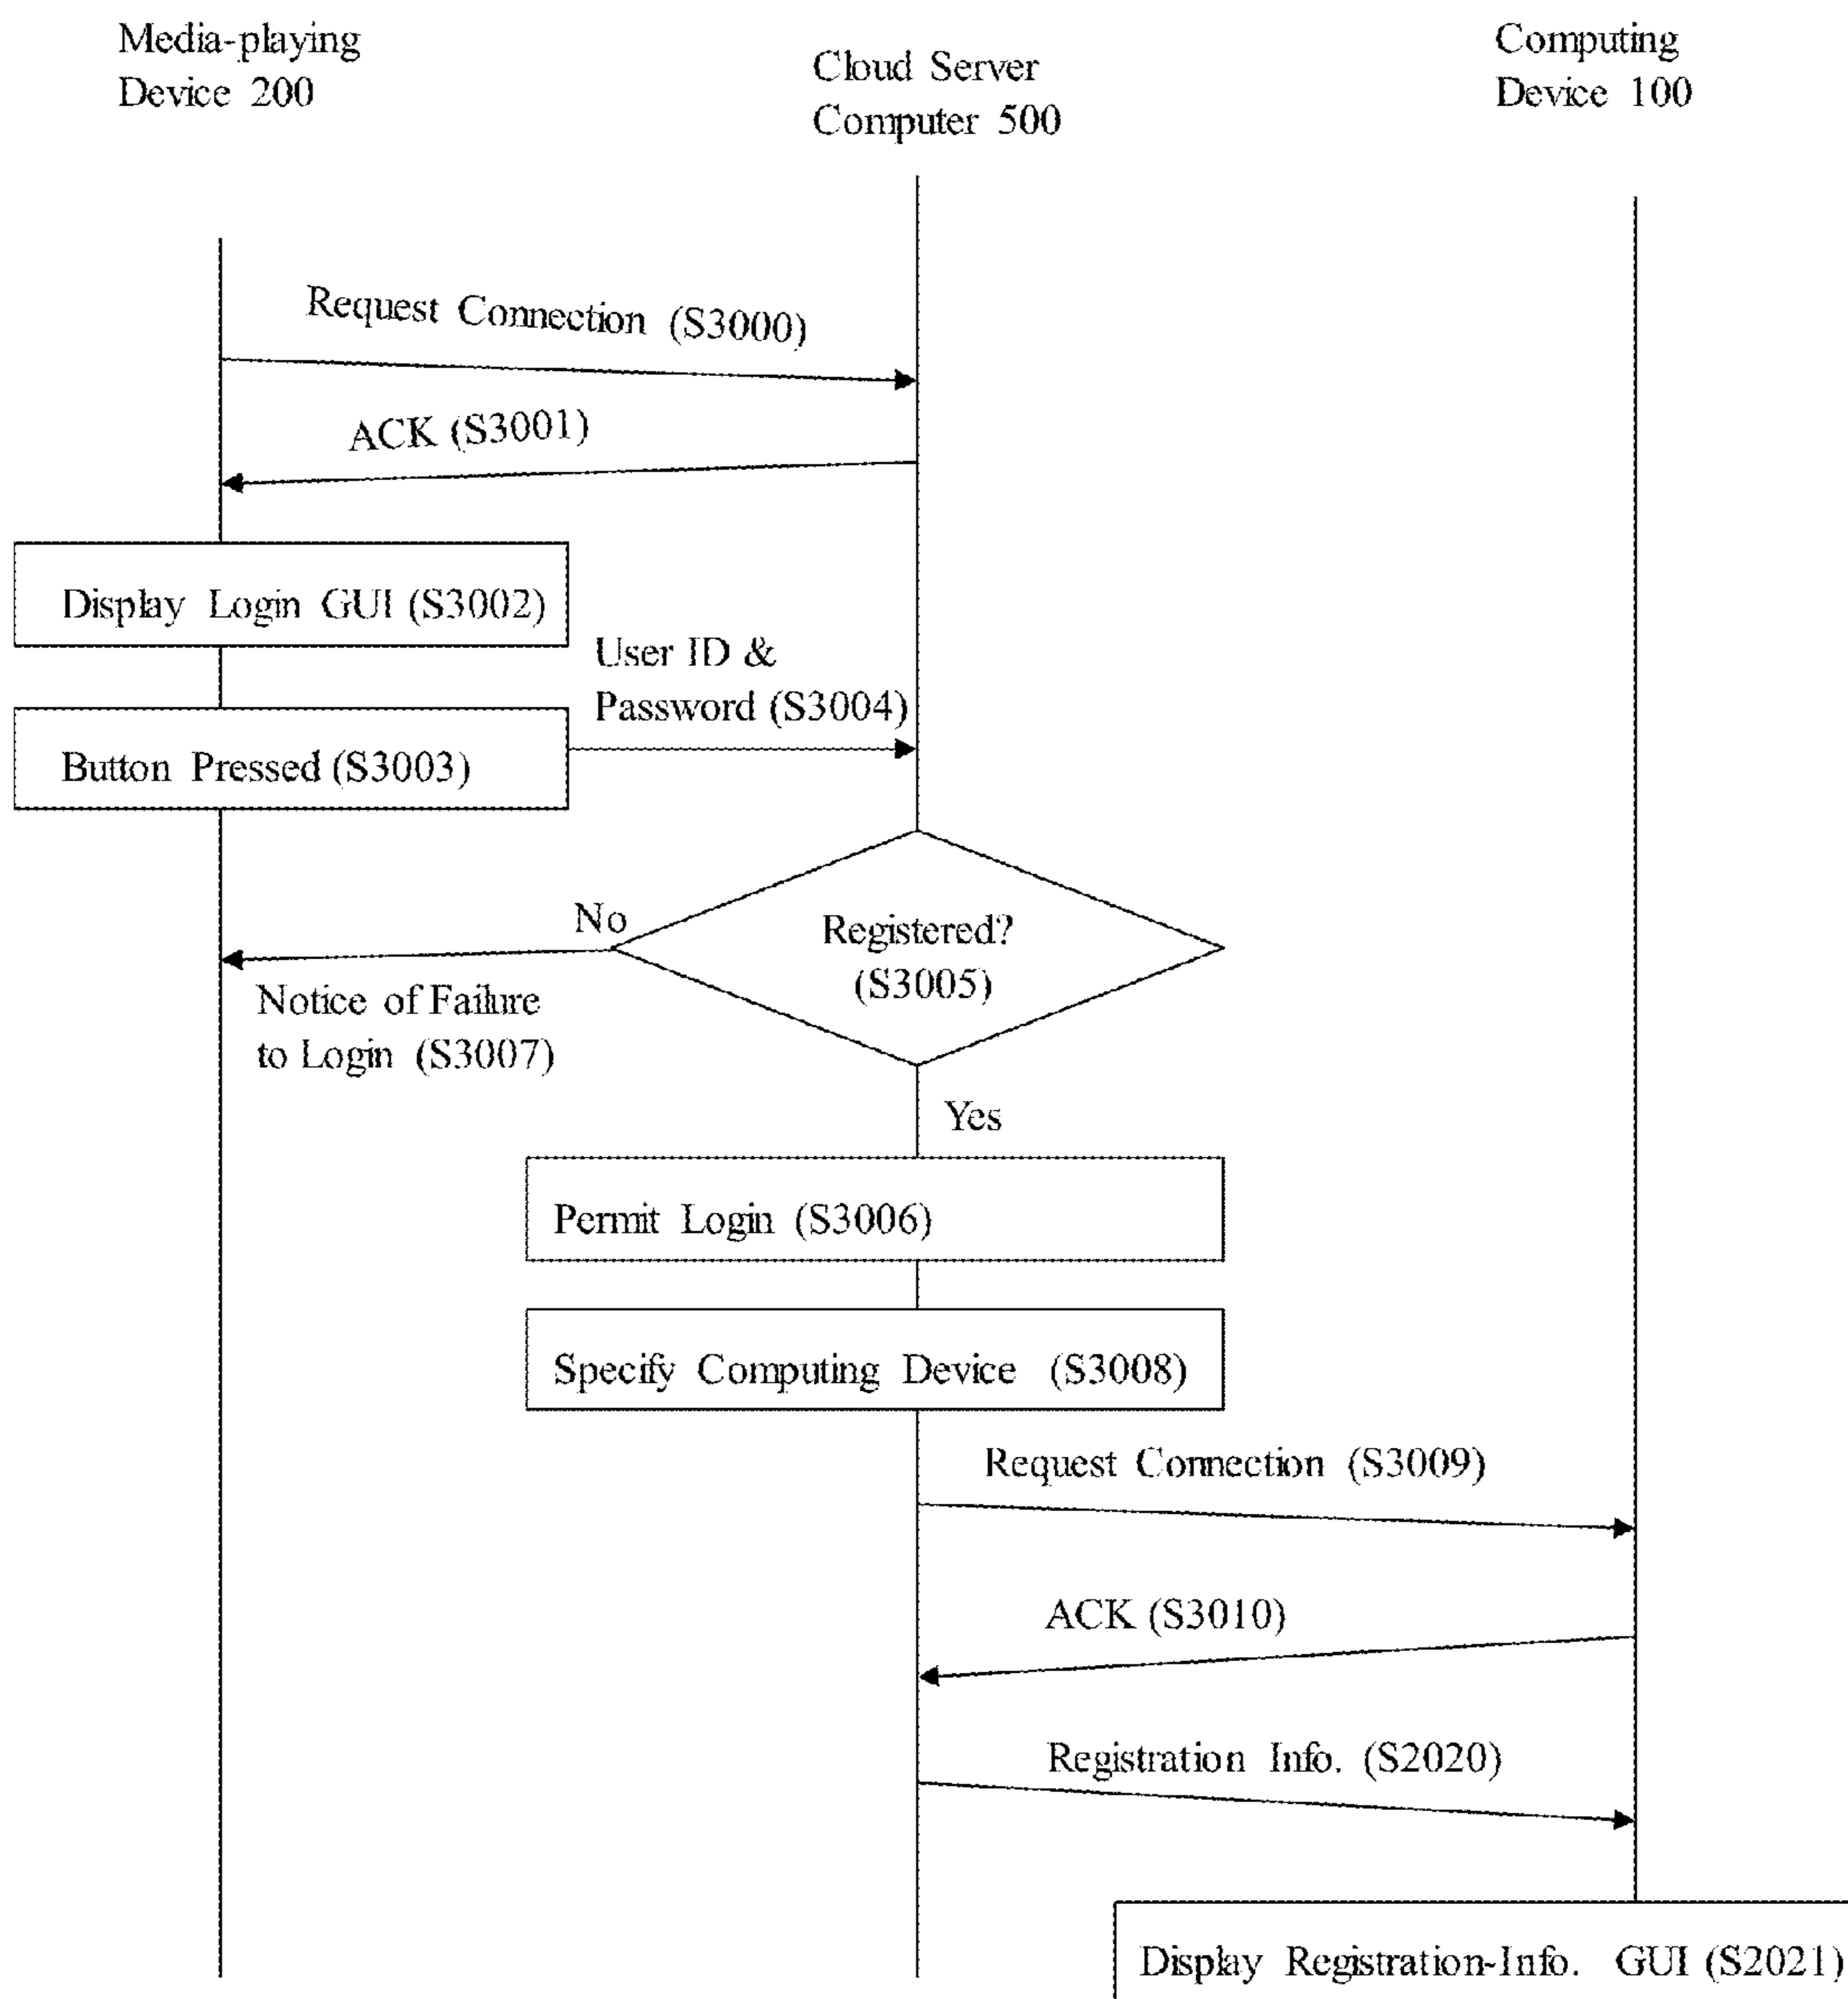 Media-playing
Device 200
Cloud Server
Computer 500
Computing
Device 100
Request Connection (S3000)
ACK (S3001)
Display Login GUI (S3002)
User ID &
Password (S3004)
Button Pressed (S3003)
No
Registered?
(S3005)
Notice of Failure
to Login (S3007)
Yes
Permit Login (S3006)
Specify Computing Device (S3008)
Request Connection (S3009)
ACK (S3010)
Registration Info. (S2020)
Display Registration-Info. GUI (S2021)